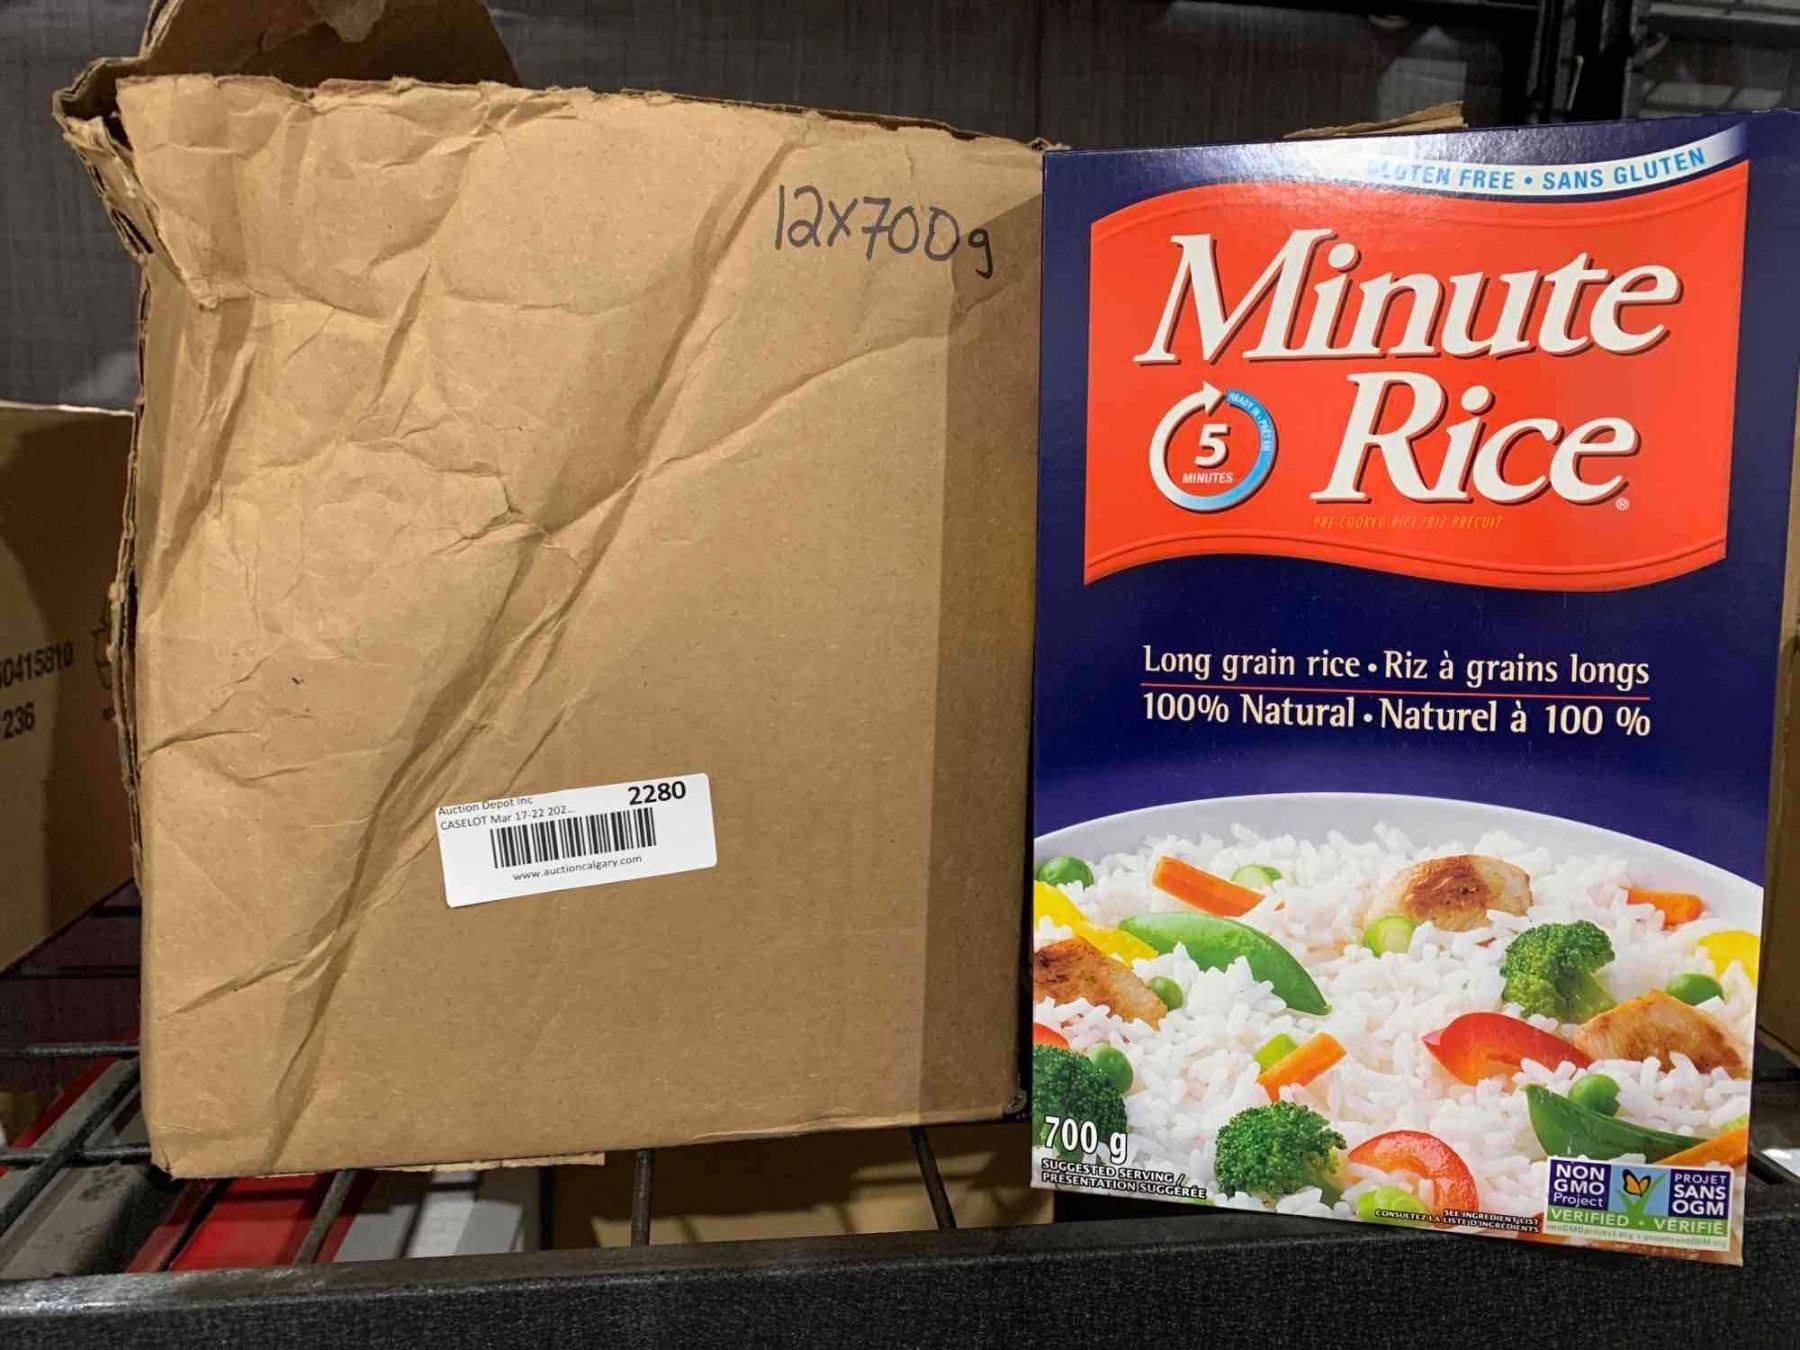 12x700g
Auction Depot Inc
CASELOT Mar 17-22 202...
2280
www.auctioncalgary.com
0415810
236
GLUTEN FREE • SANS GLUTEN
Minute
Rice®
READY IN • PRÊT EN
5
MINUTES
PRE-COOKED RICE/RIZ PRÉCUIT
Long grain rice • Riz à grains longs
100% Natural • Naturel à 100 %
700 g
SUGGESTED SERVING /
PRÉSENTATION SUGGÉRÉE
SEE INGREDIENT LIST
CONSULTEZ LA LISTE D'INGRÉDIENTS
NON
GMO
Project
PROJET
SANS
OGM
VERIFIED • VÉRIFIÉ